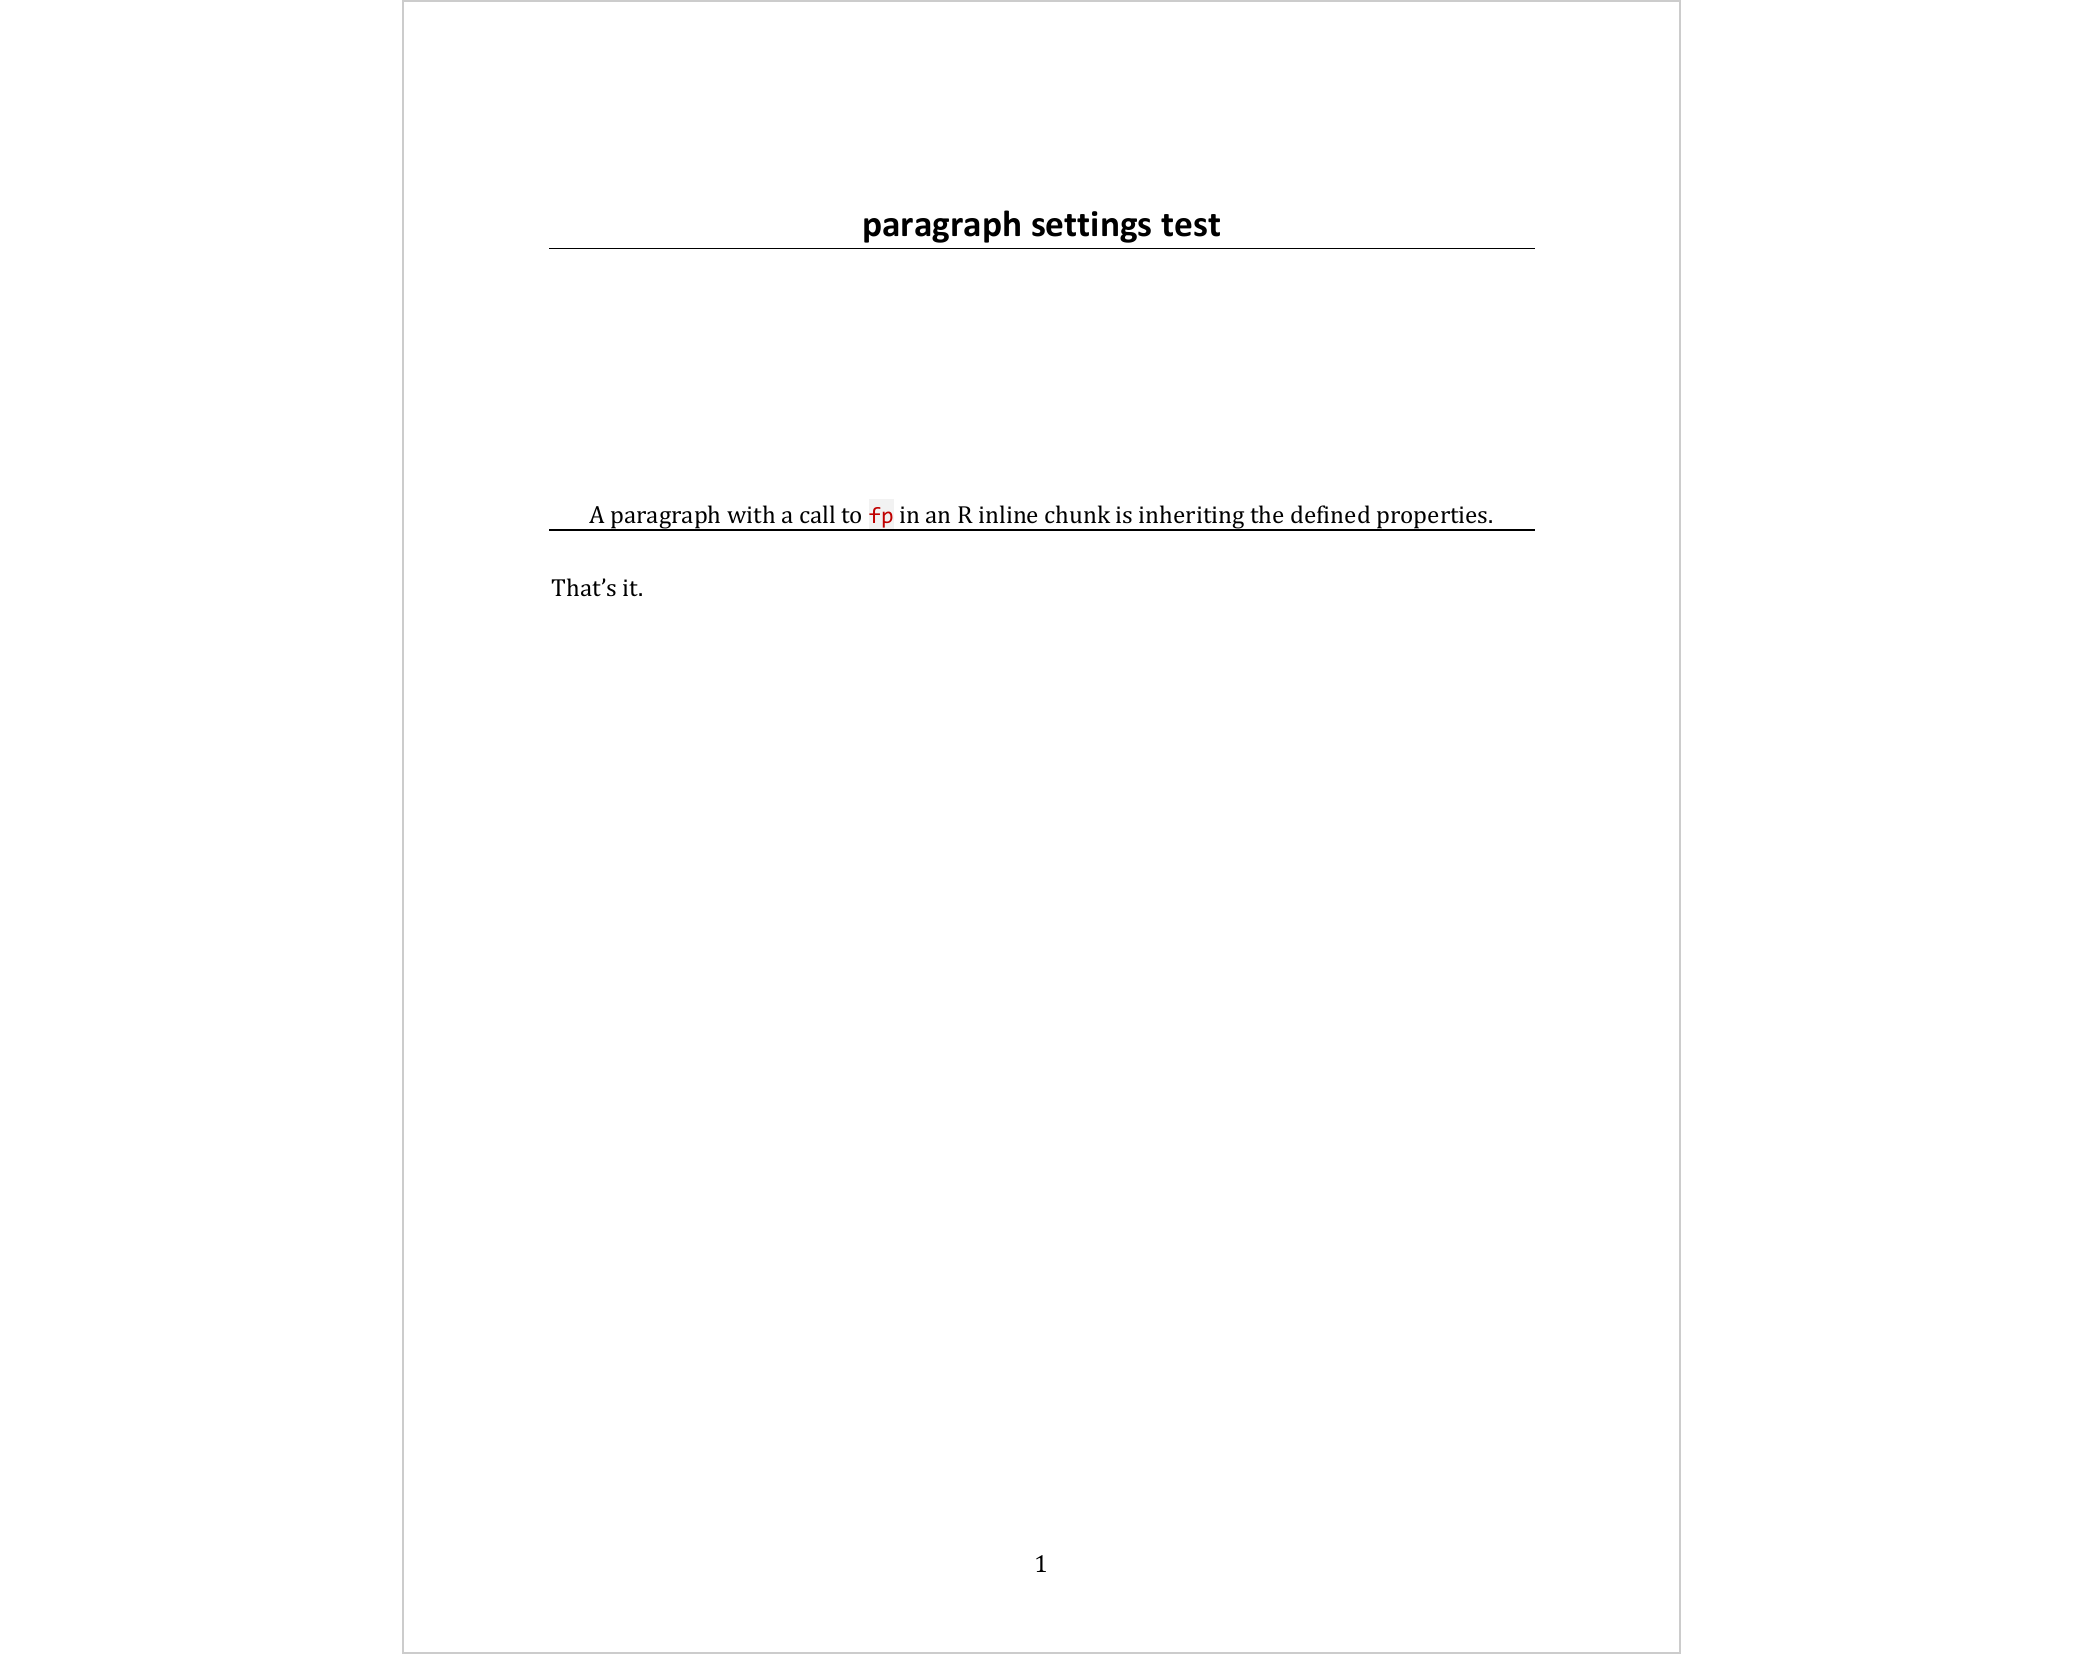 paragraph settings test
A paragraph with a call to fp in an R inline chunk is inheriting the defined properties.
That’s it.
1